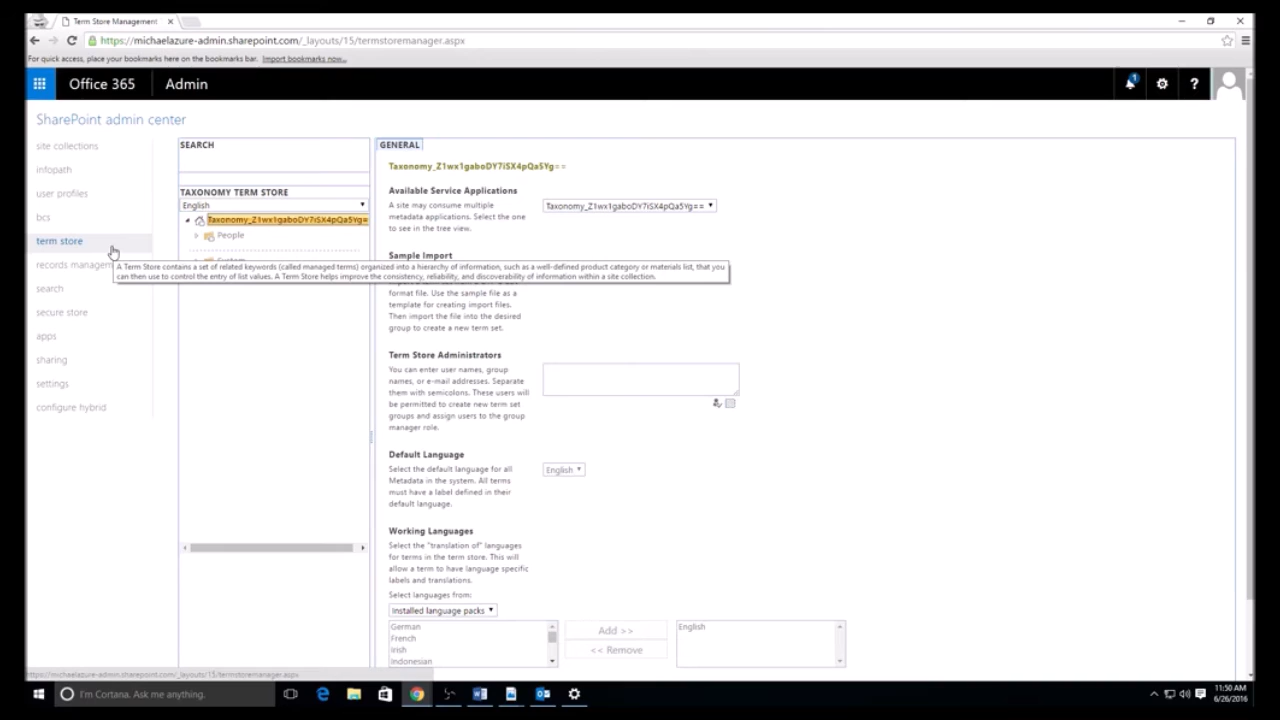 Term Store Management
https://michaelazure-admin.sharepoint.com/_layouts/15/termstoremanager.aspx
For quick access, place your bookmarks here on the bookmarks bar. Import bookmarks now...
Office 365 Admin
1
?
SharePoint admin center
site collections
infopath
user profiles
bcs
term store
records managem
search
secure store
apps
sharing
settings
configure hybrid
SEARCH
TAXONOMY TERM STORE
English
Taxonomy_Z1wx1gaboDY7iSX4pQa5Yg=
People
A Term Store contains a set of related keywords (called managed terms) organized into a hierarchy of information, such as a well-defined product category or materials list, that you
can then use to control the entry of list values. A Term Store helps improve the consistency, reliability, and discoverability of information within a site collection.
GENERAL
Taxonomy_Z1wx1gaboDY7iSX4pQa5Yg==
Available Service Applications
A site may consume multiple
metadata applications. Select the one
to see in the tree view.
Taxonomy_Z1wx1gaboDY7iSX4pQa5Yg==
Sample Import
format file. Use the sample file as a
template for creating import files.
Then import the file into the desired
group to create a new term set.
Term Store Administrators
You can enter user names, group
names, or e-mail addresses. Separate
them with semicolons. These users will
be permitted to create new term set
groups and assign users to the group
manager role.
Default Language
Select the default language for all
Metadata in the system. All terms
must have a label defined in their
default language.
English
Working Languages
Select the "translation of" languages
for terms in the term store. This will
allow a term to have language specific
labels and translations.
Select languages from:
Installed language packs
German
French
Irish
Indonesian
Add >>
<< Remove
English
https://michaelazure-admin.sharepoint.com/_layouts/15/termstoremanager.aspx
I'm Cortana. Ask me anything.
11:50 AM
6/26/2016